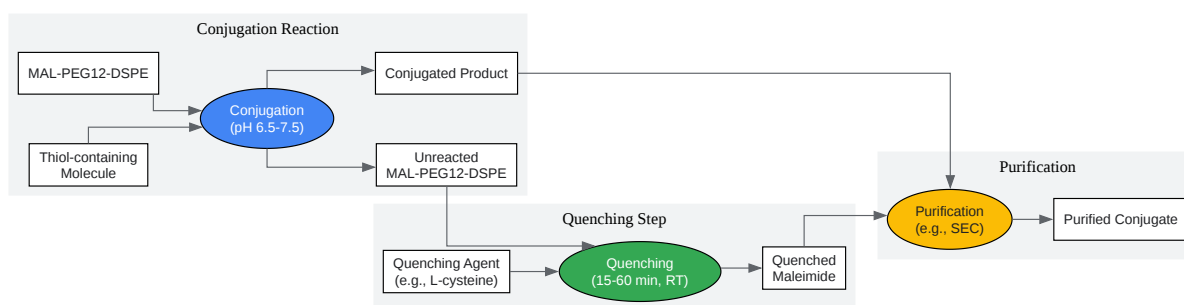 Conjugation Reaction
MAL-PEG12-DSPE
Conjugated Product
Conjugation
(pH 6.5-7.5)
Thiol-containing
Molecule
Unreacted
MAL-PEG12-DSPE
Purification
Purification
(e.g., SEC)
Purified Conjugate
Quenching Step
Quenching Agent
(e.g., L-cysteine)
Quenching
(15-60 min, RT)
Quenched
Maleimide